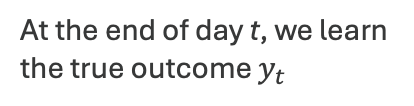 At the end of day t, we learn
the true outcome yₜ